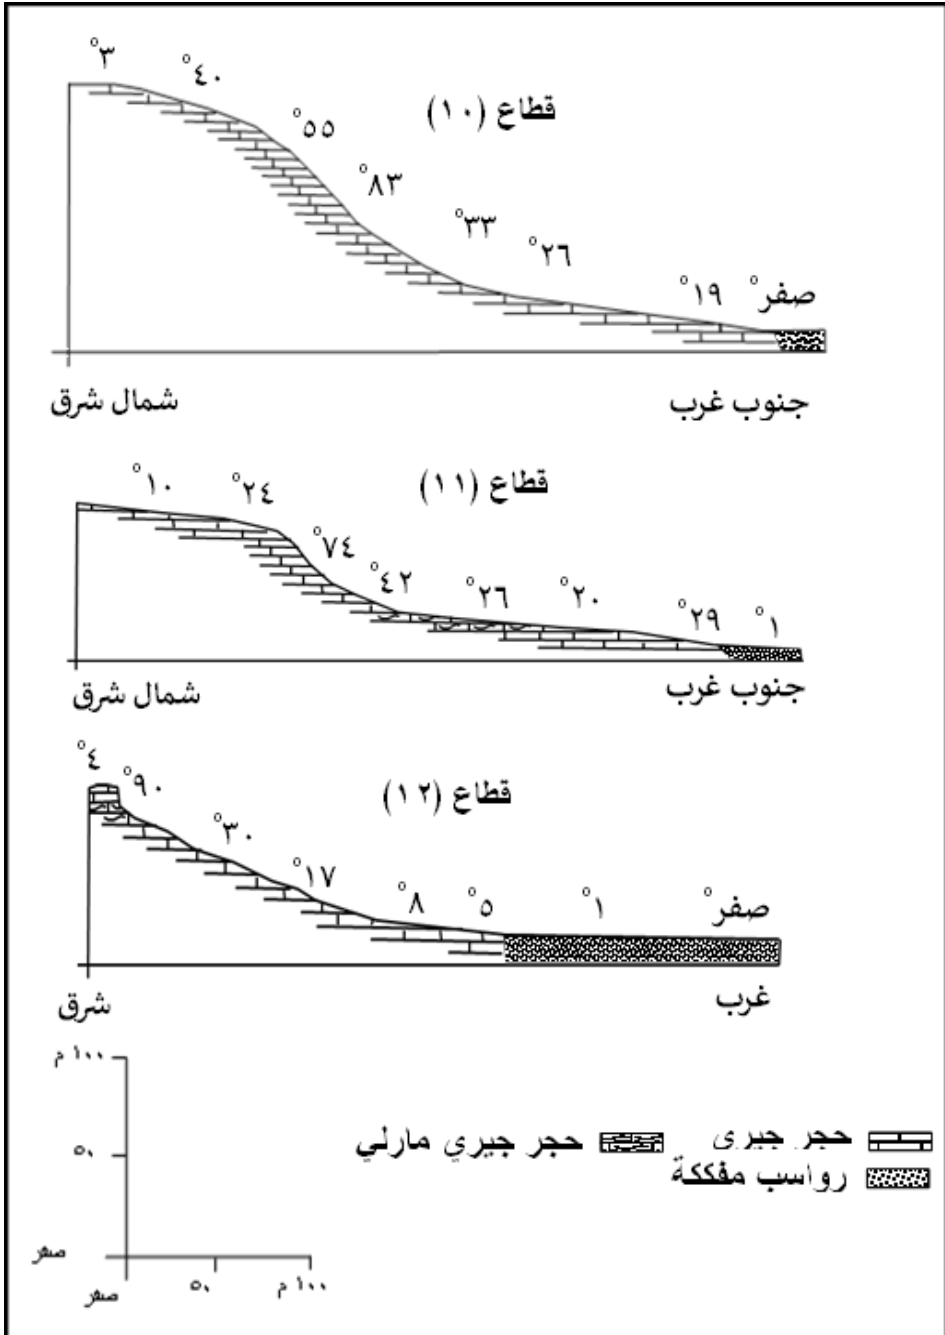 °٣
°٤٠
°٥٥
قطاع (١٠)
°٨٣
°٣٣
°٢٦
°١٩
صفر°
شمال شرق
جنوب غرب
قطاع (١١)
°١٠
°٢٤
°٧٤
°٤٢
°٢٦
°٢٠
°٢٩
°١
شمال شرق
جنوب غرب
°٤
°٩٠
قطاع (١٢)
°٣٠
°١٧
°٨
°٥
°١
صفر°
شرق
غرب
١٠٠ م
٥٠
صفر
صفر
٥٠
١٠٠ م
حجر جيري
حجر جيري مارلي
رواسب مفككة